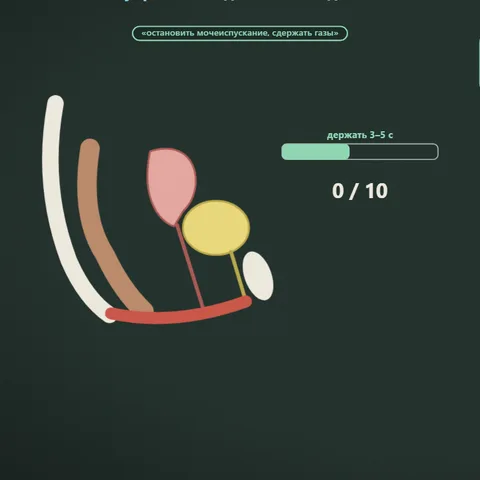 «остановить мочеиспускание, сдержать газы»
держать 3–5 с
0 / 10